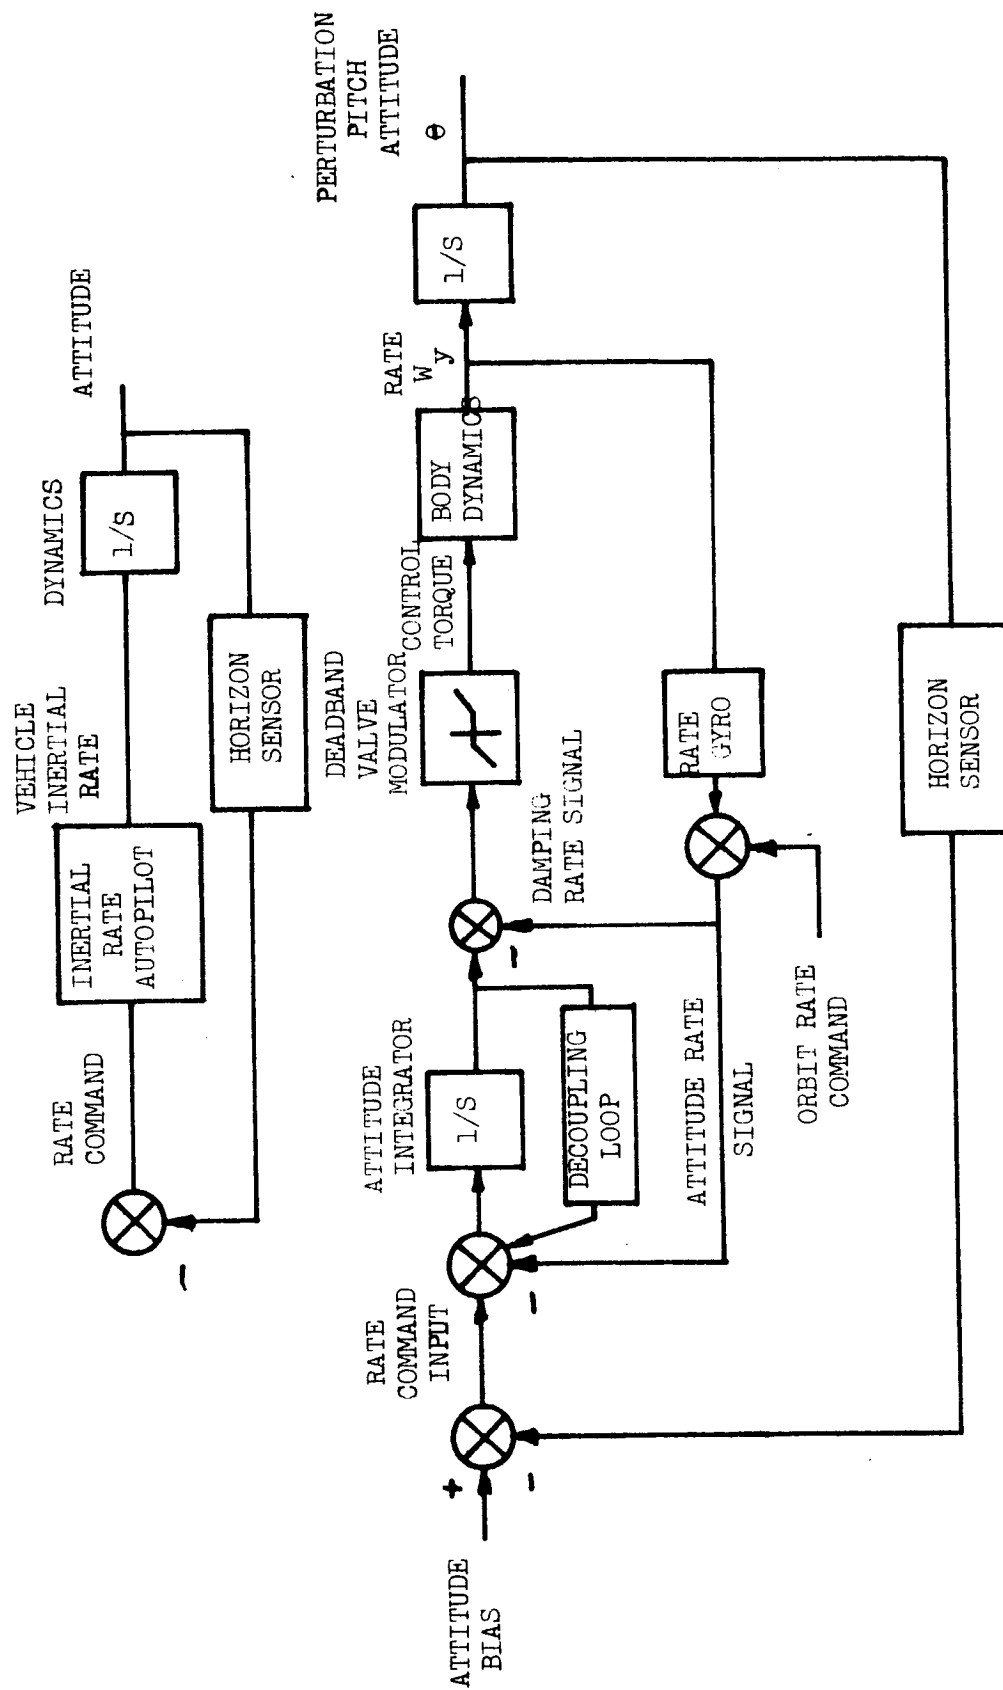 RATE
COMMAND
INERTIAL
RATE
AUTOPILOT
VEHICLE
INERTIAL
RATE
DYNAMICS
1/S
ATTITUDE
HORIZON
SENSOR
-
ATTITUDE
BIAS
+
-
RATE
COMMAND
INPUT
-
ATTITUDE
INTEGRATOR
1/S
DECOUPLING
LOOP
-
DAMPING
RATE SIGNAL
DEADBAND
VALVE
MODULATOR
CONTROL
TORQUE
BODY
DYNAMICS
RATE
Wy
1/S
PERTURBATION
PITCH
ATTITUDE
θ
ATTITUDE RATE
SIGNAL
RATE
GYRO
ORBIT RATE
COMMAND
HORIZON
SENSOR